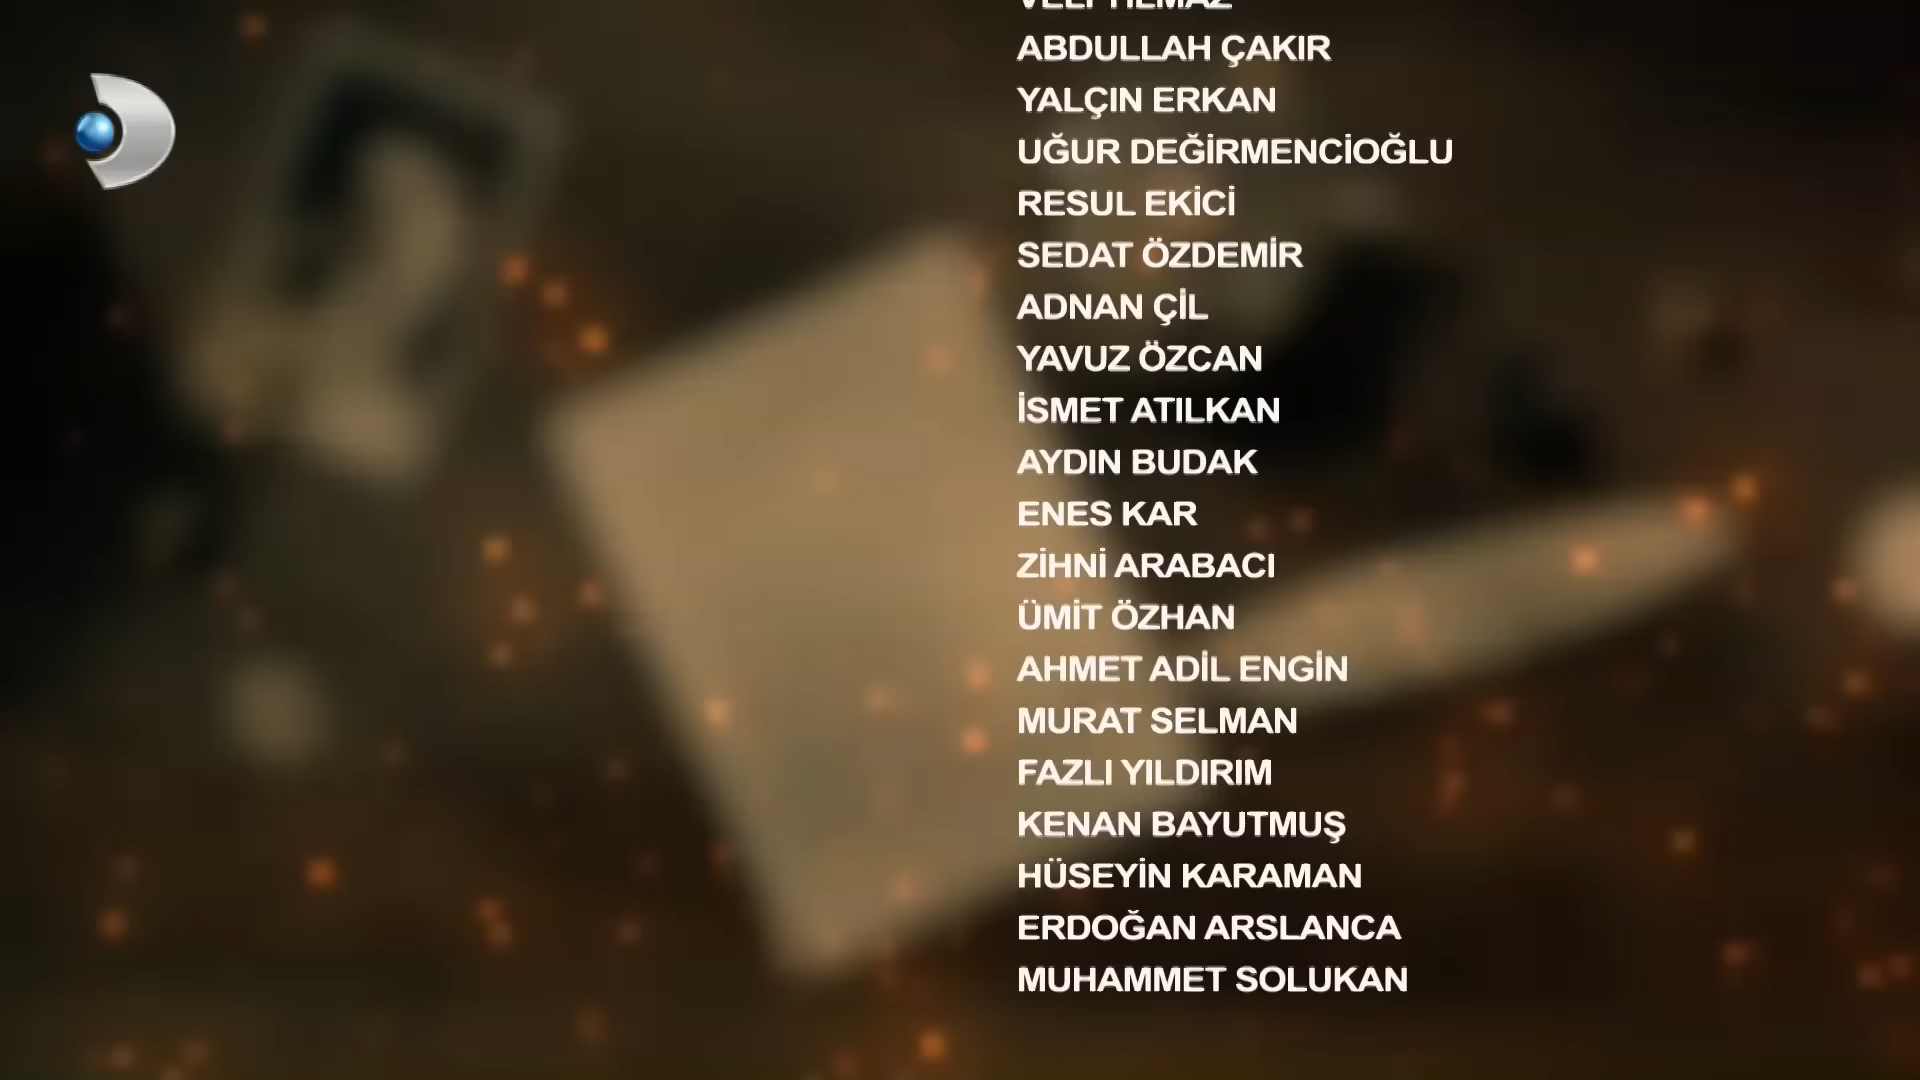 VELİ YILMAZ
ABDULLAH ÇAKIR
YALÇIN ERKAN
UĞUR DEĞİRMENCİOĞLU
RESUL EKİCİ
SEDAT ÖZDEMİR
ADNAN ÇİL
YAVUZ ÖZCAN
İSMET ATILKAN
AYDIN BUDAK
ENES KAR
ZİHNİ ARABACI
ÜMİT ÖZHAN
AHMET ADİL ENGİN
MURAT SELMAN
FAZLI YILDIRIM
KENAN BAYUTMUŞ
HÜSEYİN KARAMAN
ERDOĞAN ARSLANCA
MUHAMMET SOLUKAN